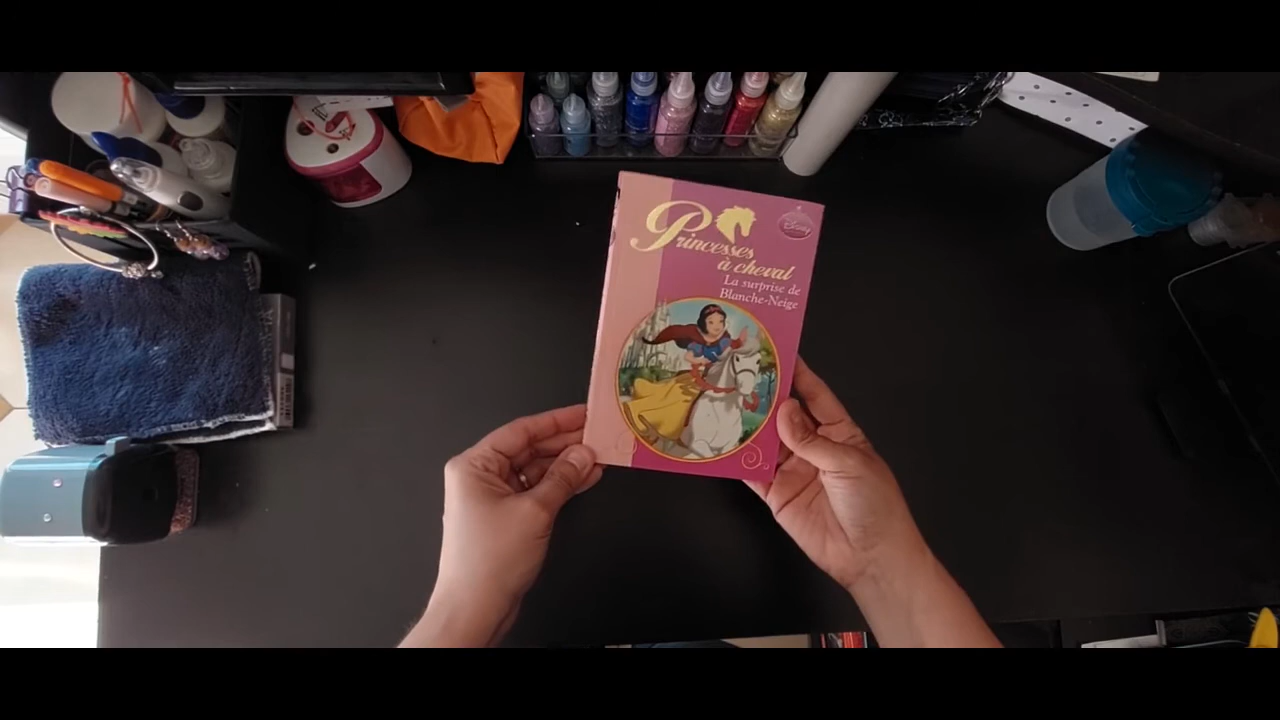 Princesses
à cheval
Disney
La surprise de
Blanche-Neige